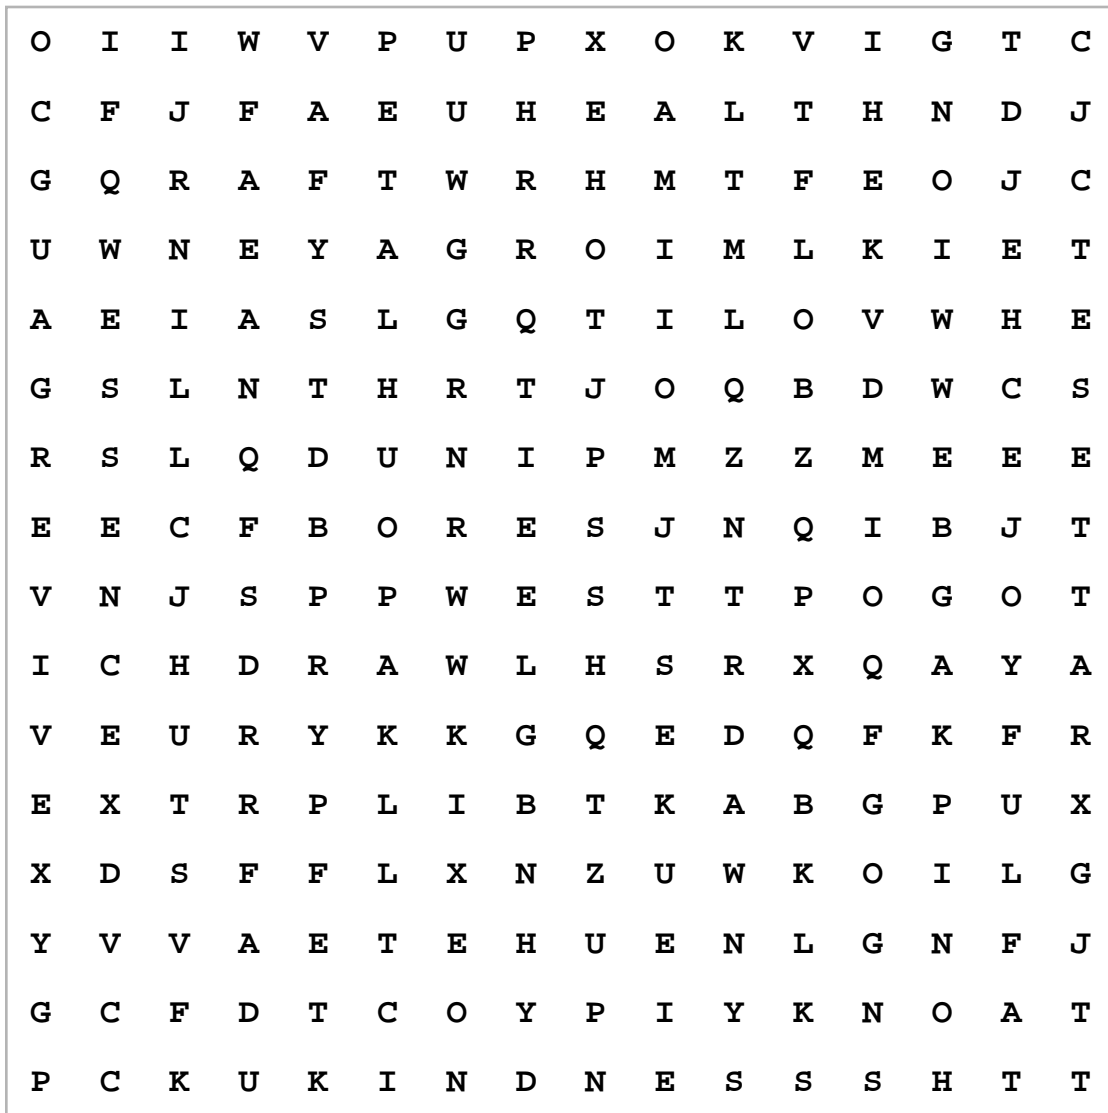 O I I W V P U P X O K V I G T C
C F J F A E U H E A L T H N D J
G Q R A F T W R H M T F E O J C
U W N E Y A G R O I M L K I E T
A E I A S L G Q T I L O V W H E
G S L N T H R T J O Q B D W C S
R S L Q D U N I P M Z Z M E E E
E E C F B O R E S J N Q I B J T
V N J S P P W E S T T P O G O T
I C H D R A W L H S R X Q A Y A
V E U R Y K K G Q E D Q F K F R
E X T R P L I B T K A B G P U X
X D S F F L X N Z U W K O I L G
Y V V A E T E H U E N L G N F J
G C F D T C O Y P I Y K N O A T
P C K U K I N D N E S S S H T T